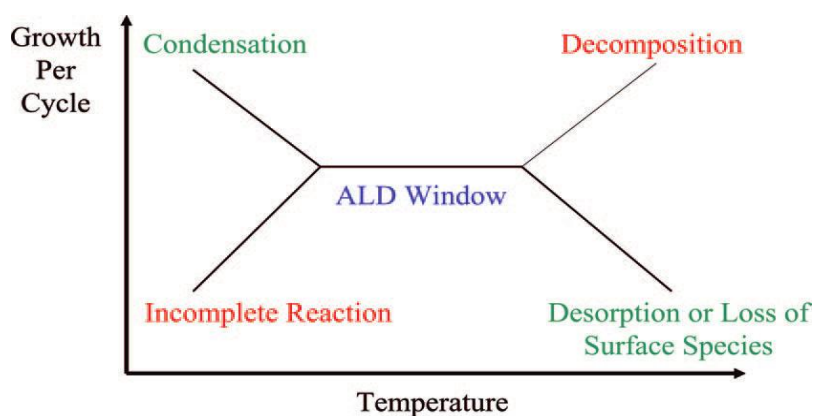 Growth
Per
Cycle
Condensation
Decomposition
ALD Window
Incomplete Reaction
Desorption or Loss of
Surface Species
Temperature